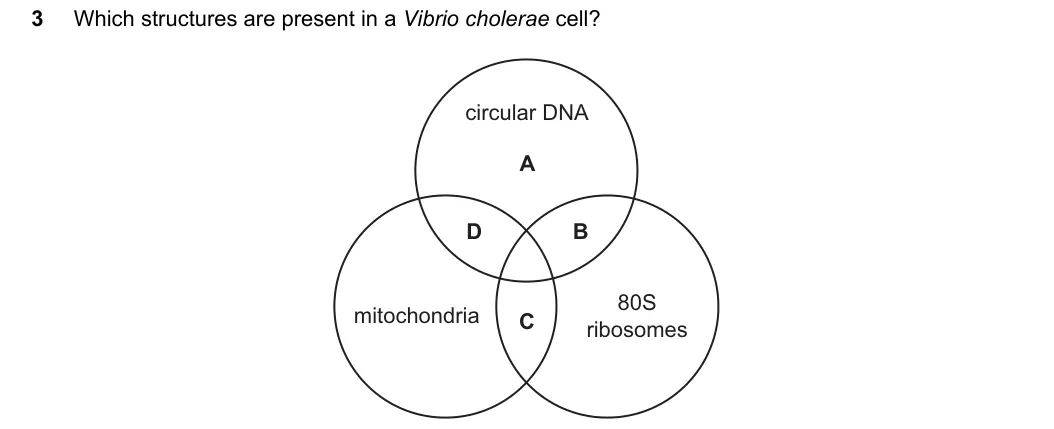 3 Which structures are present in a Vibrio cholerae cell?
circular DNA
A
D B
mitochondria C 80S
ribosomes